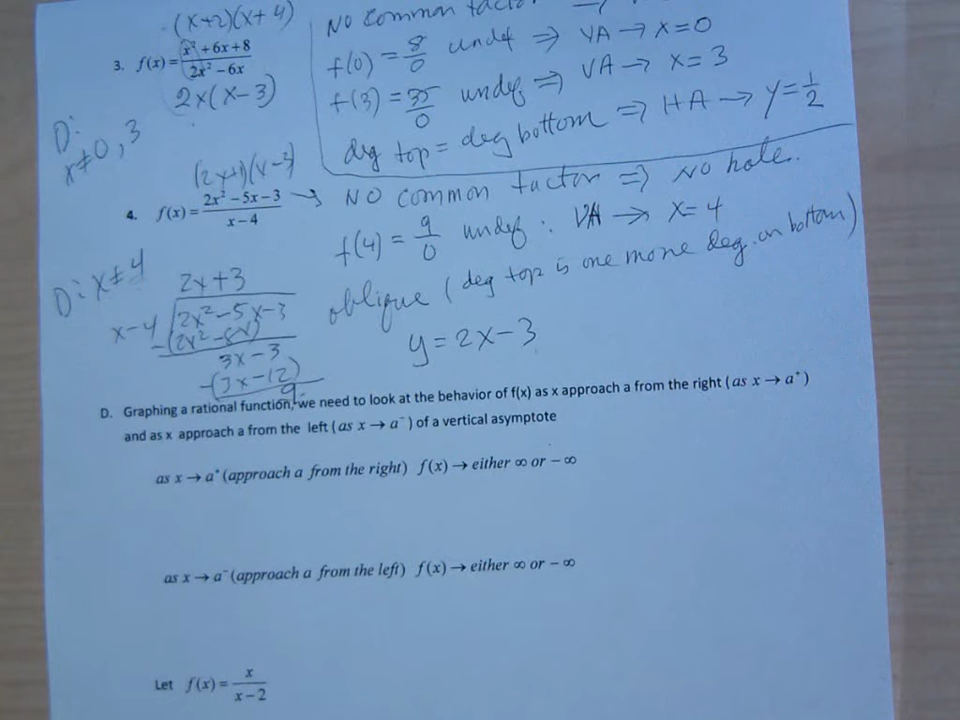 (x+2)(x+4)
No common factor →
3. f(x) = (x² + 6x + 8)/(2x² − 6x)
2x(x−3)
f(0) = 8/0 undef ⇒ VA → x=0
f(3) = 35/0 undef ⇒ VA → x=3
deg top = deg bottom ⇒ HA → y=1/2
D: x≠0, 3
(2x+1)(x−3)
4. f(x) = (2x² − 5x − 3)/(x − 4) → No common factor ⇒ No hole.
f(4) = 9/0 undef ∴ VA → x=4
D: x≠4
oblique (deg top is one more deg. on bottom)
y = 2x−3
2x+3
x−4 2x²−5x−3
−(2x²−8x)
3x−3
−(3x−12)
9
D. Graphing a rational function, we need to look at the behavior of f(x) as x approach a from the right (as x → a⁺)
and as x approach a from the left (as x → a⁻) of a vertical asymptote
as x → a⁺ (approach a from the right) f(x) → either ∞ or − ∞
as x → a⁻ (approach a from the left) f(x) → either ∞ or − ∞
Let f(x) = x/(x − 2)